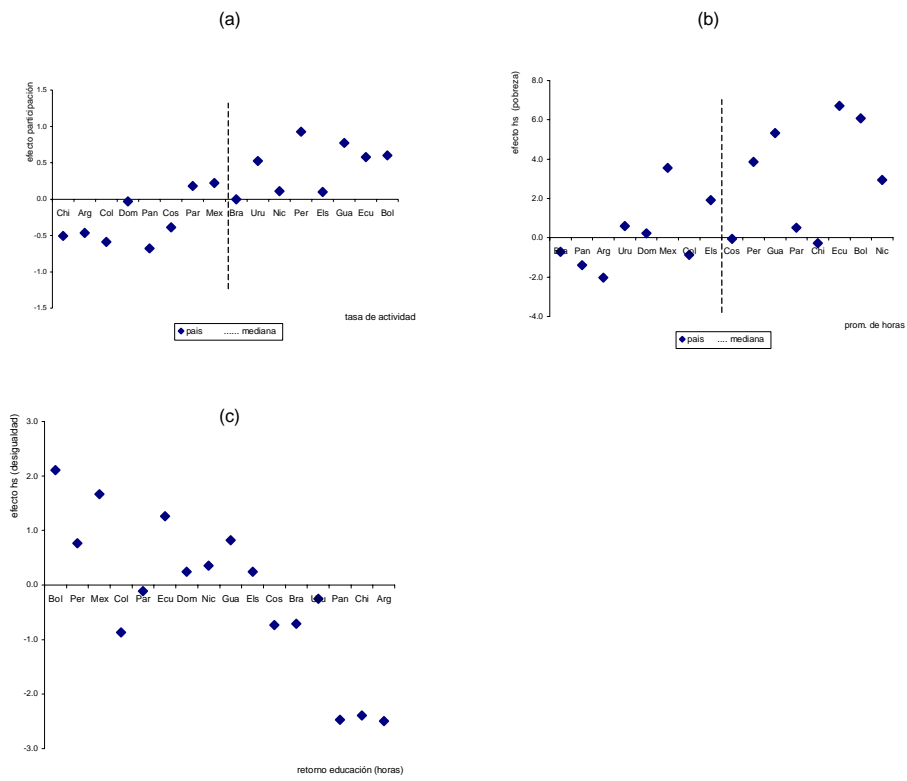 (a)
efecto participación
1.5
1.0
0.5
0.0
-0.5
-1.0
-1.5
Chi Arg Col Dom Pan Cos Par Mex Bra Uru Nic Per Els Gua Ecu Bol
tasa de actividad
pais ...... mediana
(b)
efecto hs (pobreza)
8.0
6.0
4.0
2.0
0.0
-2.0
-4.0
Bra Pan Arg Uru Dom Mex Col Els Cos Per Gua Par Chi Ecu Bol Nic
prom. de horas
pais .... mediana
(c)
efecto hs (desigualdad)
3.0
2.0
1.0
0.0
-1.0
-2.0
-3.0
Bol Per Mex Col Par Ecu Dom Nic Gua Els Cos Bra Uru Pan Chi Arg
retorno educación (horas)